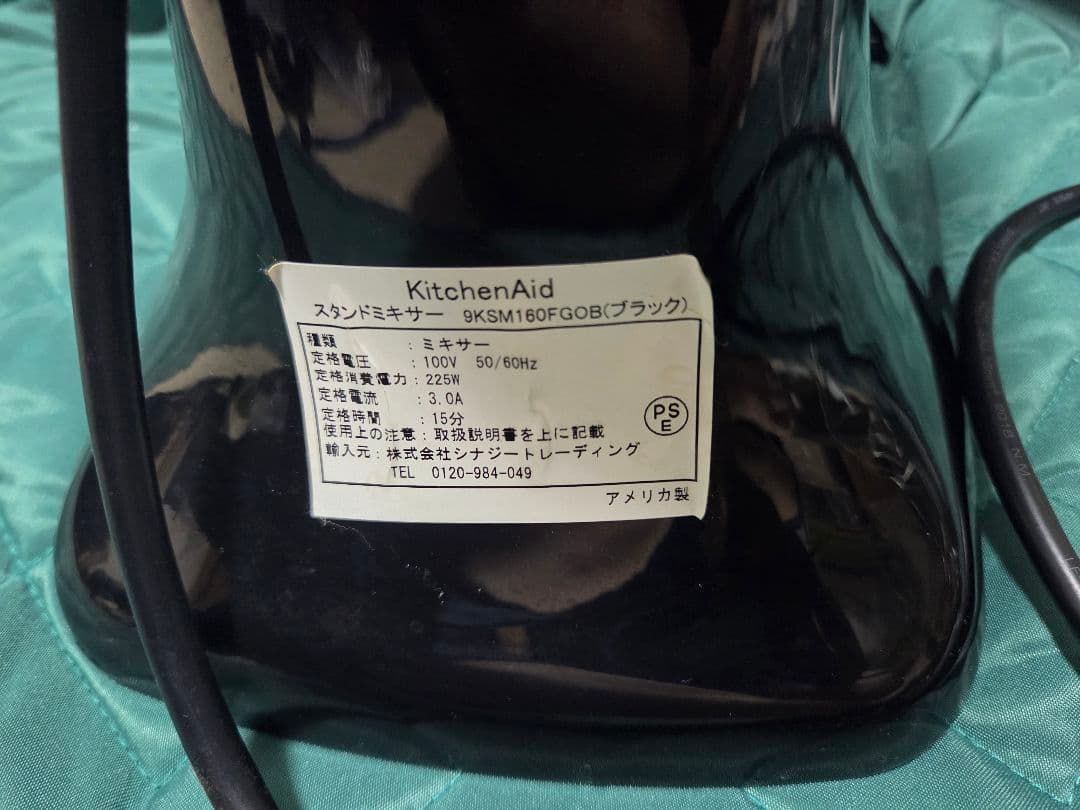 KitchenAid
スタンドミキサー 9KSM160FGOB(ブラック)
種類 : ミキサー
定格電圧 : 100V 50/60Hz
定格消費電力 : 225W
定格電流 : 3.0A
定格時間 : 15分
使用上の注意 : 取扱説明書を上に記載
輸入元 : 株式会社シナジートレーディング
TEL 0120-984-049
PS
E
アメリカ製